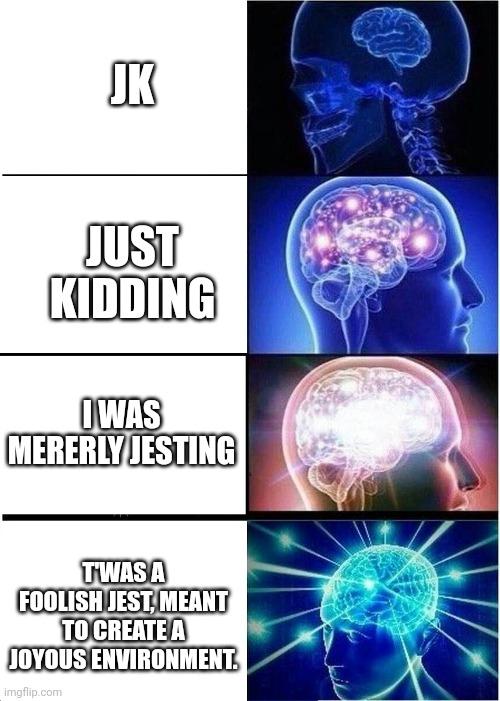 JK
JUST
KIDDING
I WAS
MERERLY JESTING
T'WAS A
FOOLISH JEST, MEANT
TO CREATE A
JOYOUS ENVIRONMENT.
imgflip.com